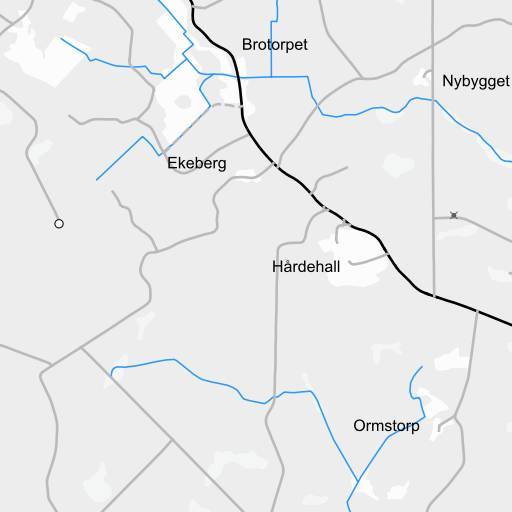 Brotorpet
Nybygget
Ekeberg
Hårdehall
Ormstorp